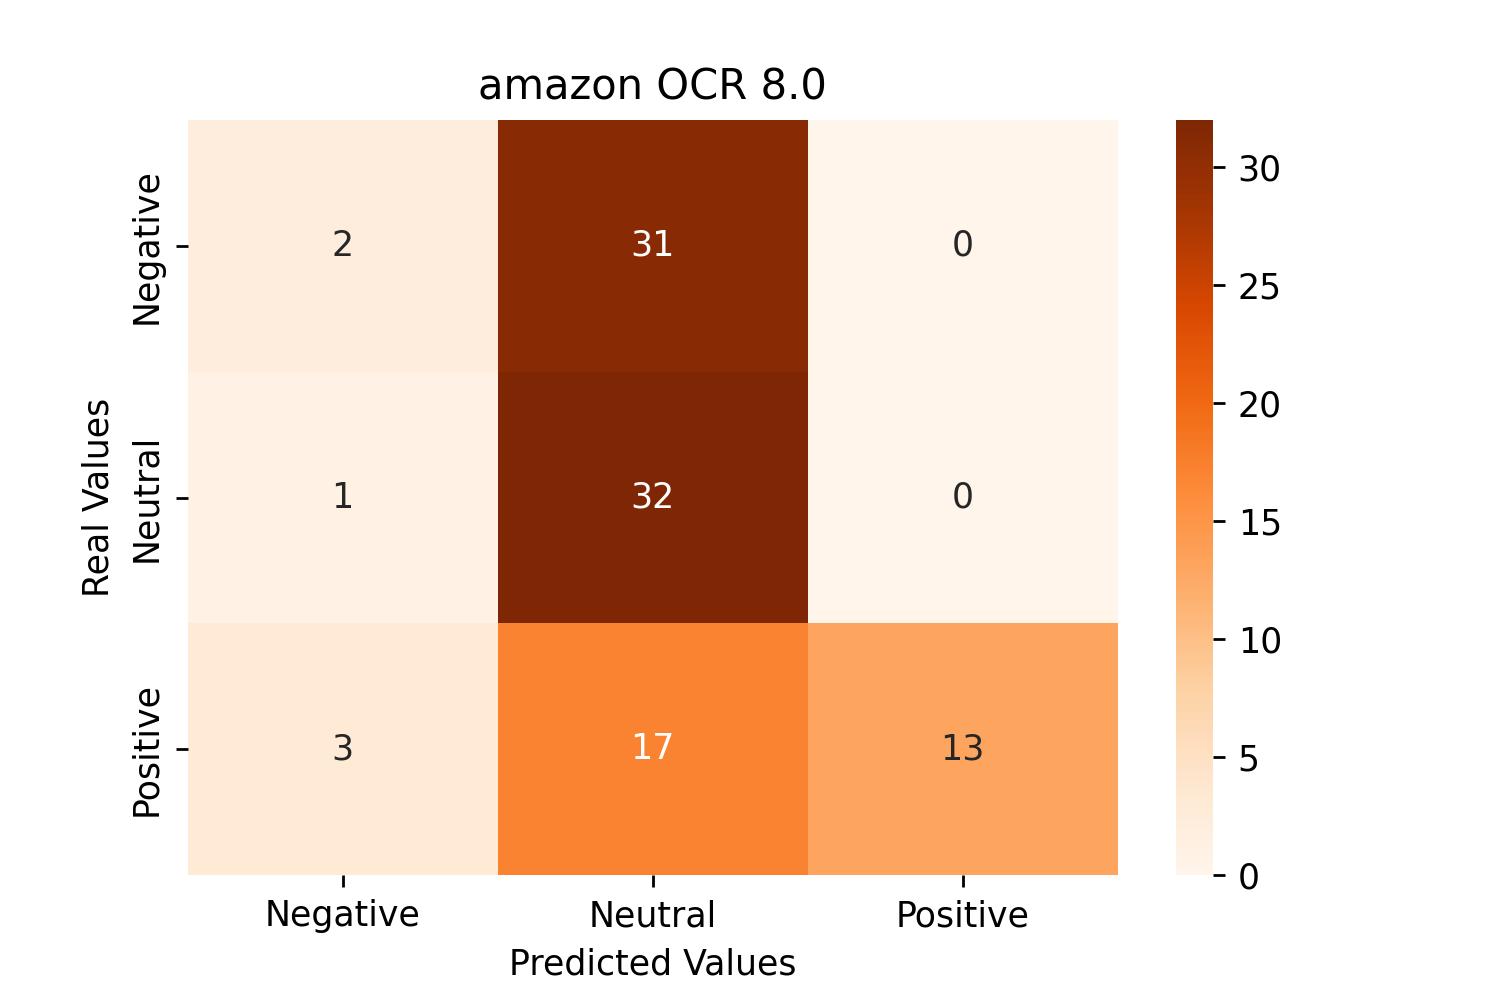 amazon OCR 8.0
Real Values
Negative
2 31 0
Neutral
1 32 0
Positive
3 17 13
Negative Neutral Positive
Predicted Values
30
25
20
15
10
5
0